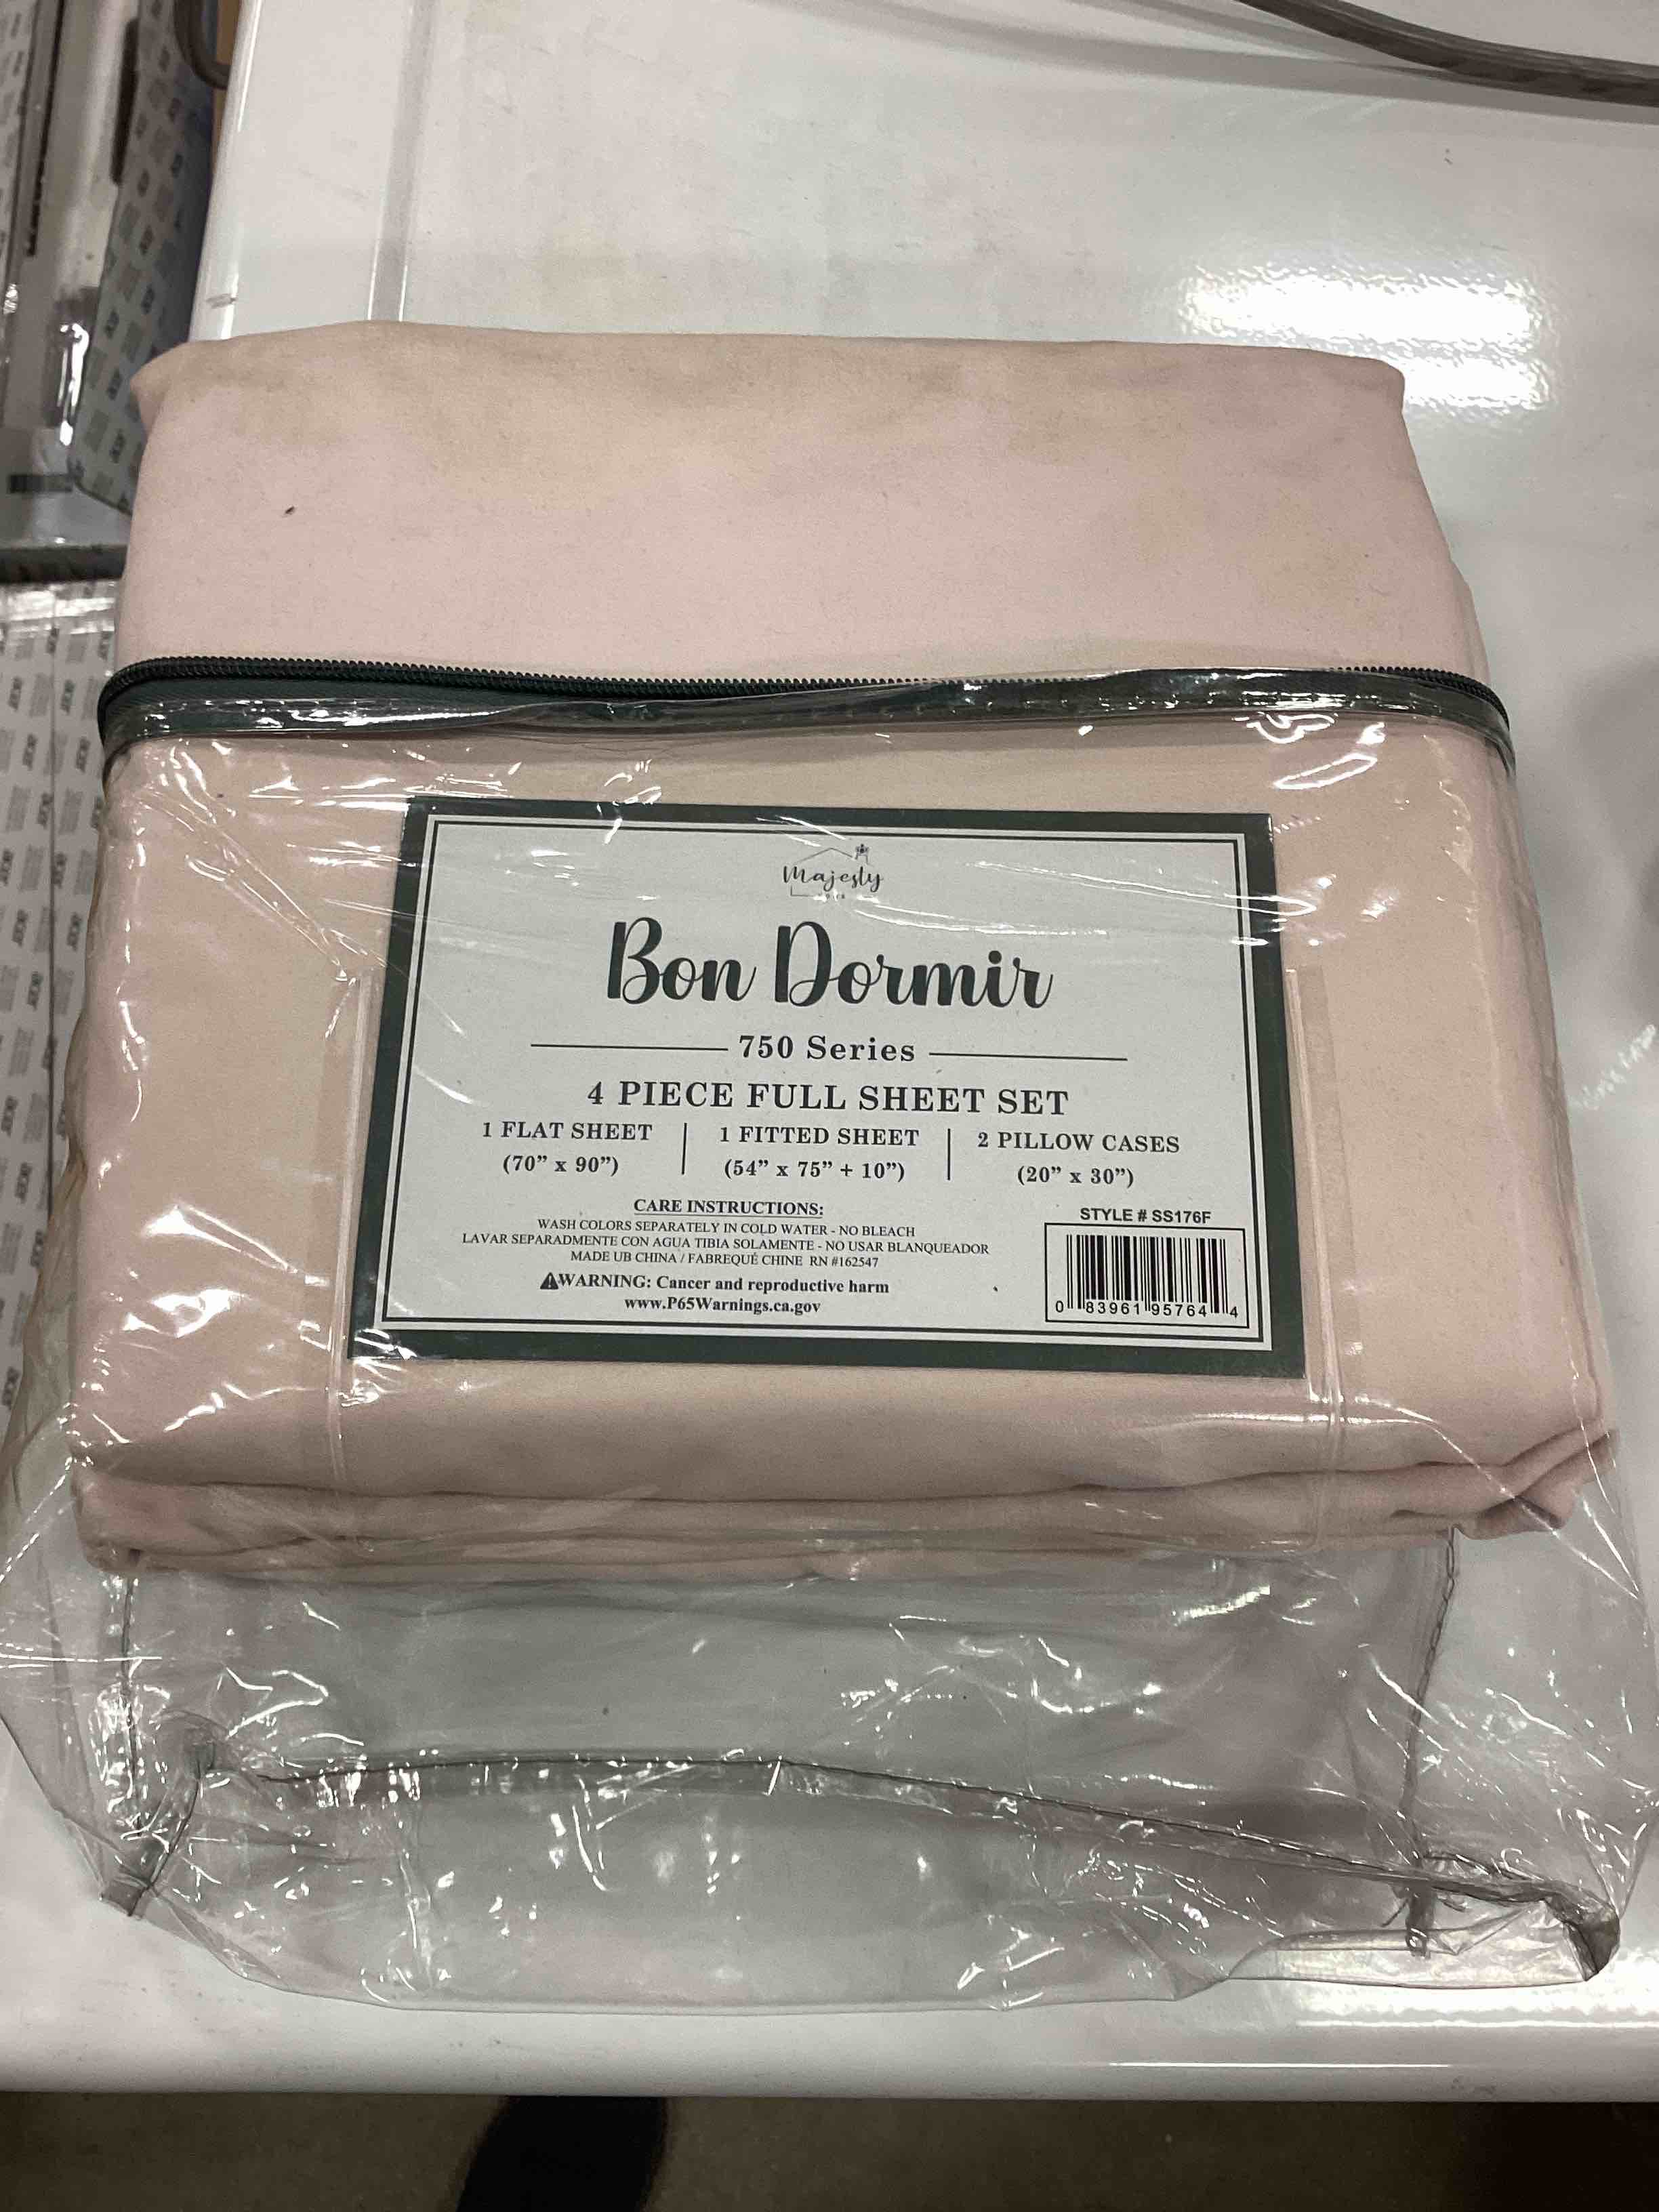 Majesty
Bon Dormir
750 Series
4 PIECE FULL SHEET SET
1 FLAT SHEET
(70” x 90”)
1 FITTED SHEET
(54” x 75” + 10”)
2 PILLOW CASES
(20” x 30”)
CARE INSTRUCTIONS:
WASH COLORS SEPARATELY IN COLD WATER - NO BLEACH
LAVAR SEPARADMENTE CON AGUA TIBIA SOLAMENTE - NO USAR BLANQUEADOR
MADE UB CHINA / FABREQUÉ CHINE RN #162547
WARNING: Cancer and reproductive harm
www.P65Warnings.ca.gov
STYLE # SS176F
0 83961 95764 4